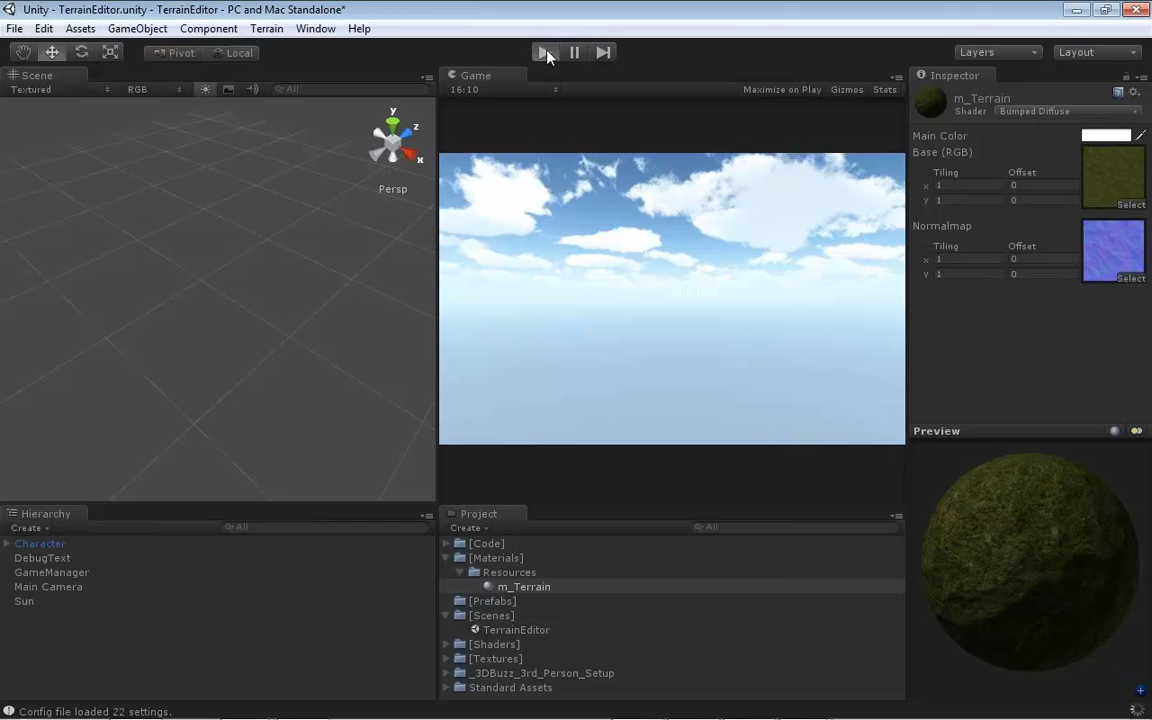 Unity - TerrainEditor.unity - TerrainEditor - PC and Mac Standalone*
File Edit Assets GameObject Component Terrain Window Help
Pivot Local Layers Layout
Scene Game Inspector
Textured RGB All 16:10 Maximize on Play Gizmos Stats
m_Terrain
Shader Bumped Diffuse
y
z
x
Persp
Main Color
Base (RGB)
Tiling Offset
x 1 0
y 1 0
Select
Normalmap
Tiling Offset
x 1 0
y 1 0
Select
Preview
Hierarchy
Create All
Character
DebugText
GameManager
Main Camera
Sun
Project
Create All
[Code]
[Materials]
Resources
m_Terrain
[Prefabs]
[Scenes]
TerrainEditor
[Shaders]
[Textures]
_3DBuzz_3rd_Person_Setup
Standard Assets
Config file loaded 22 settings.